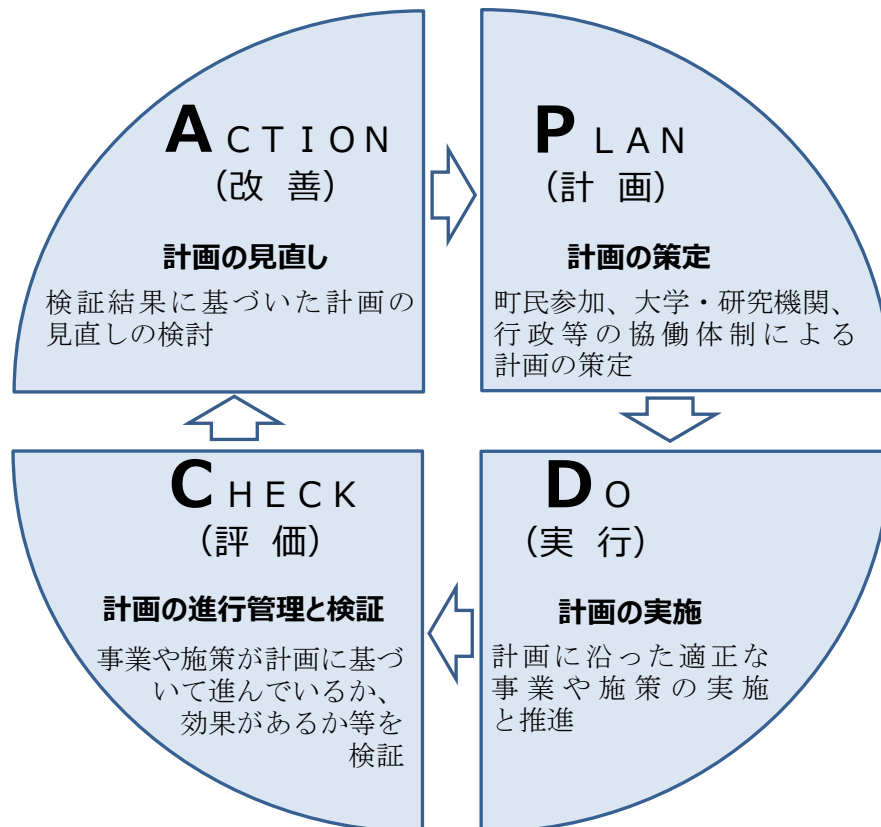 ACTION
(改 善)
計画の見直し
検証結果に基づいた計画の
見直しの検討
PLAN
(計 画)
計画の策定
町民参加、大学・研究機関、
行政等の協働体制による
計画の策定
CHECK
(評 価)
計画の進行管理と検証
事業や施策が計画に基づ
いて進んでいるか、
効果があるか等を
検証
DO
(実 行)
計画の実施
計画に沿った適正な
事業や施策の実施
と推進